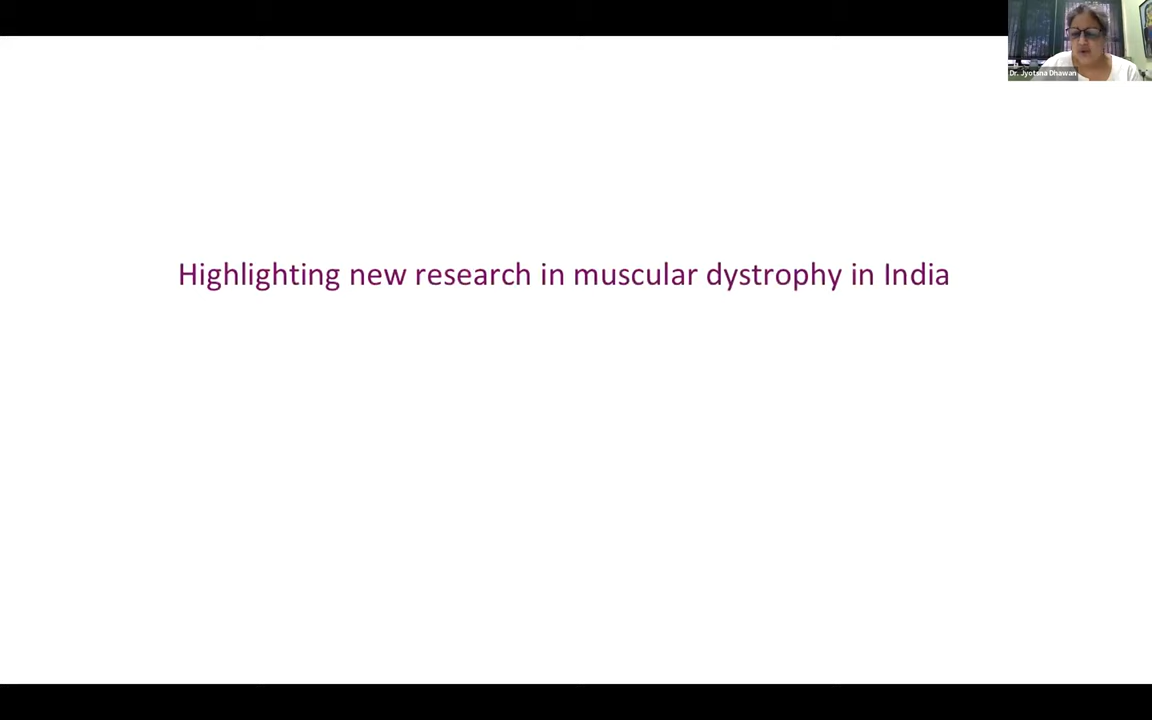 Dr. Jyotsna Dhawan
Highlighting new research in muscular dystrophy in India